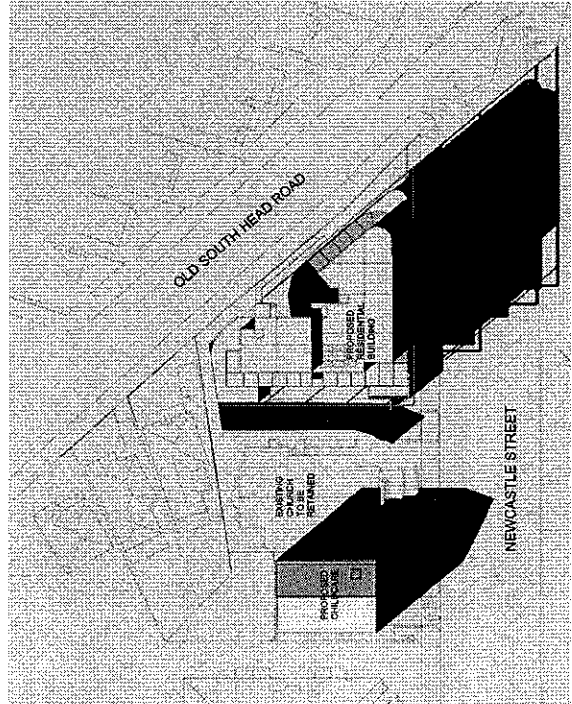 OLD SOUTH HEAD ROAD
PROPOSED
RESIDENTIAL
BUILDING
EXISTING
CHURCH
TO BE
RETAINED
NEWCASTLE STREET
PROPOSED
CHILDCARE